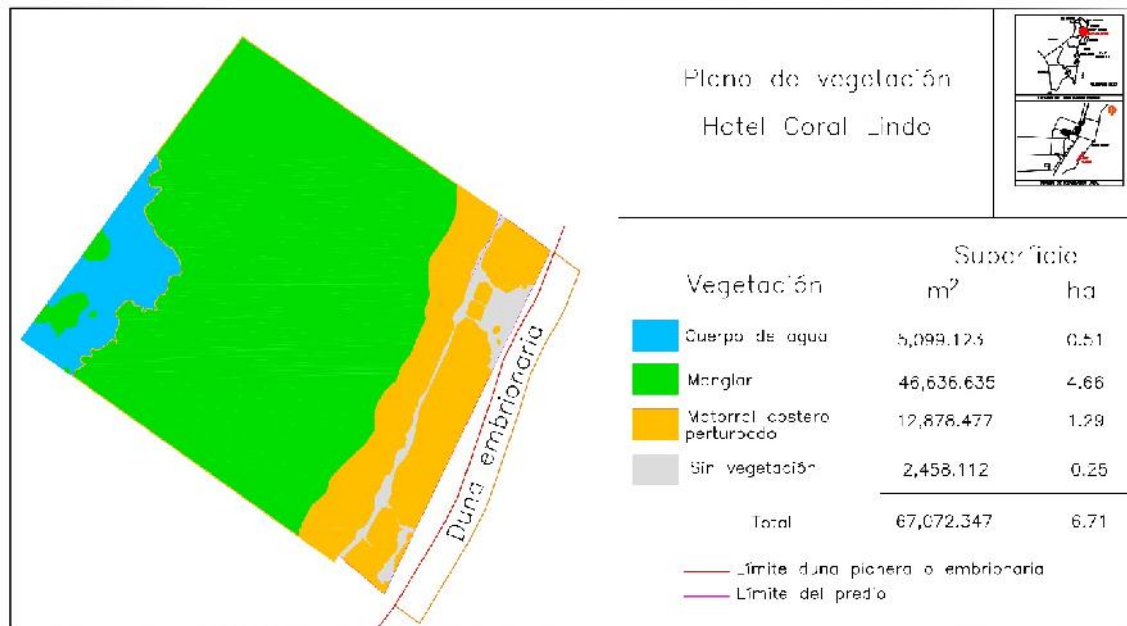 Plano de vegetación
Hotel Coral Lindo
Superficie
Vegetación m² ha
Cuerpo de agua 5,099.123 0.51
Manglar 46,636.635 4.66
Matorral costero
perturbado 12,878.477 1.29
Sin vegetación 2,458.112 0.25
Total 67,072.347 6.71
Límite duna pionera o embrionaria
Límite del predio
Duna embrionaria